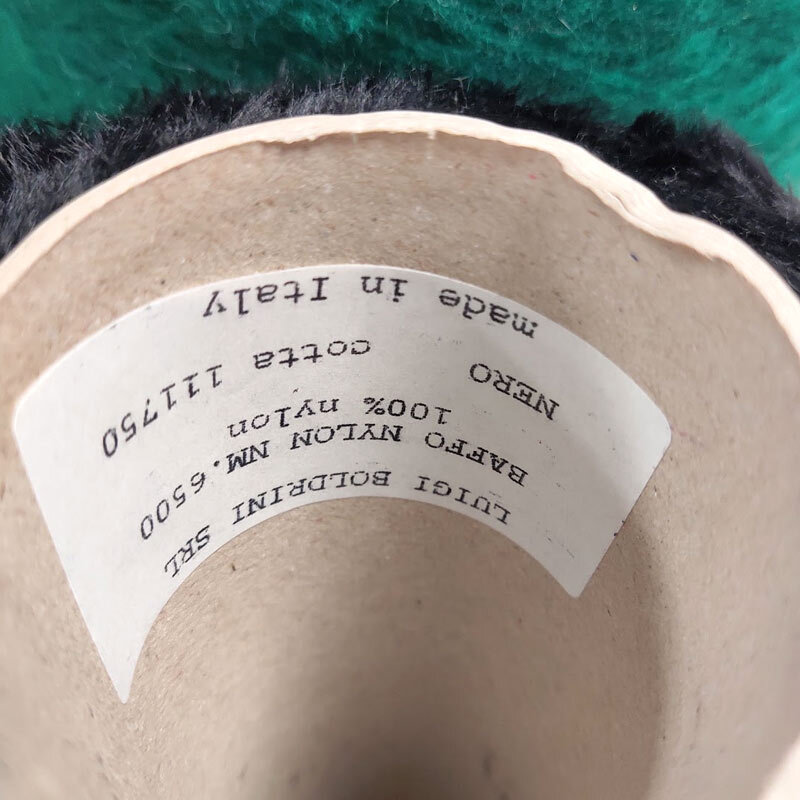 LUIGI BOLDRINI SRL
BAFFO NYLON NM.6500
100% nylon
NERO cotta 111750
made in Italy